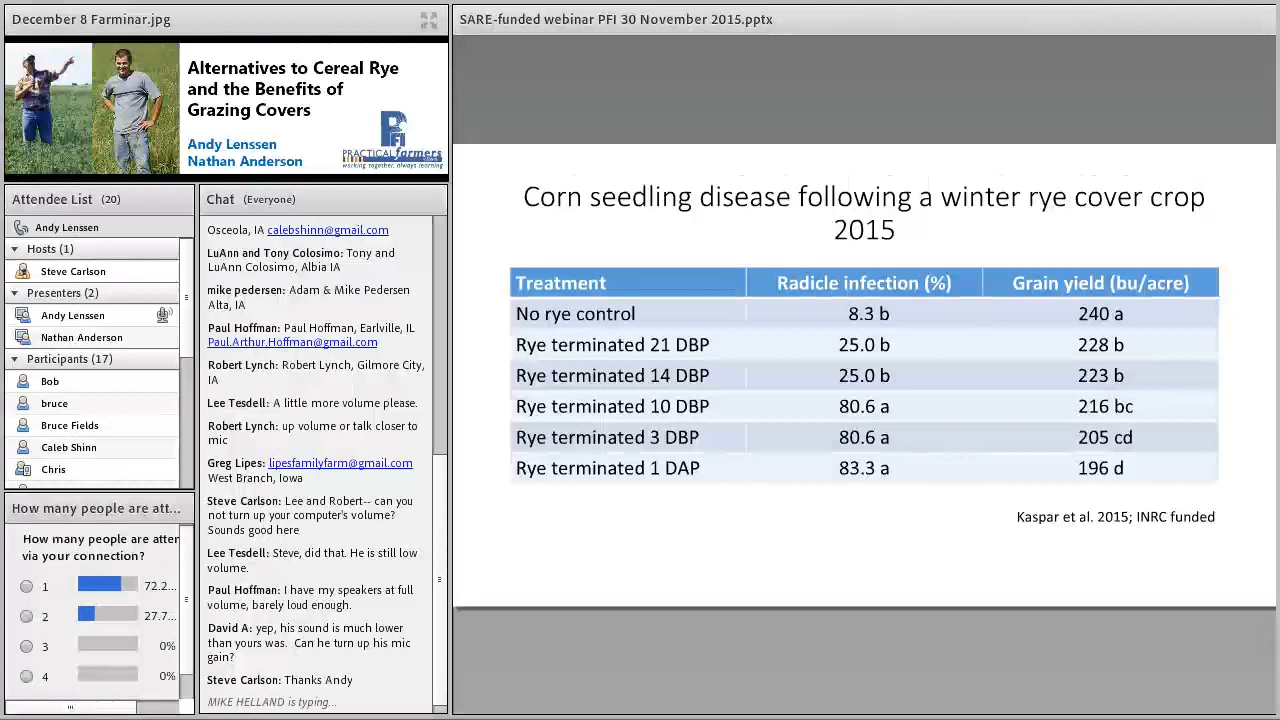 December 8 Farminar.jpg
Alternatives to Cereal Rye
and the Benefits of
Grazing Covers
Andy Lenssen
Nathan Anderson
PFI
PRACTICAL farmers
working together, always learning
Attendee List (20)
Andy Lenssen
Hosts (1)
Steve Carlson
Presenters (2)
Andy Lenssen
Nathan Anderson
Participants (17)
Bob
bruce
Bruce Fields
Caleb Shinn
Chris
How many people are att...
How many people are atter
via your connection?
1 72.2...
2 27.7...
3 0%
4 0%
Chat (Everyone)
Osceola, IA calebshinn@gmail.com
LuAnn and Tony Colosimo: Tony and
LuAnn Colosimo, Albia IA
mike pedersen: Adam & Mike Pedersen
Alta, IA
Paul Hoffman: Paul Hoffman, Earlville, IL
Paul.Arthur.Hoffman@gmail.com
Robert Lynch: Robert Lynch, Gilmore City,
IA
Lee Tesdell: A little more volume please.
Robert Lynch: up volume or talk closer to
mic
Greg Lipes: lipesfamilyfarm@gmail.com
West Branch, Iowa
Steve Carlson: Lee and Robert-- can you
not turn up your computer's volume?
Sounds good here
Lee Tesdell: Steve, did that. He is still low
volume.
Paul Hoffman: I have my speakers at full
volume, barely loud enough.
David A: yep, his sound is much lower
than yours was. Can he turn up his mic
gain?
Steve Carlson: Thanks Andy
MIKE HELLAND is typing...
SARE-funded webinar PFI 30 November 2015.pptx
Corn seedling disease following a winter rye cover crop
2015
Treatment Radicle infection (%) Grain yield (bu/acre)
No rye control 8.3 b 240 a
Rye terminated 21 DBP 25.0 b 228 b
Rye terminated 14 DBP 25.0 b 223 b
Rye terminated 10 DBP 80.6 a 216 bc
Rye terminated 3 DBP 80.6 a 205 cd
Rye terminated 1 DAP 83.3 a 196 d
Kaspar et al. 2015; INRC funded